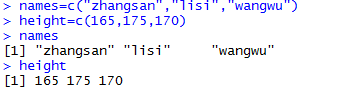 > names=c("zhangsan","lisi","wangwu")
> height=c(165,175,170)
> names
[1] "zhangsan" "lisi"     "wangwu"
> height
[1] 165 175 170